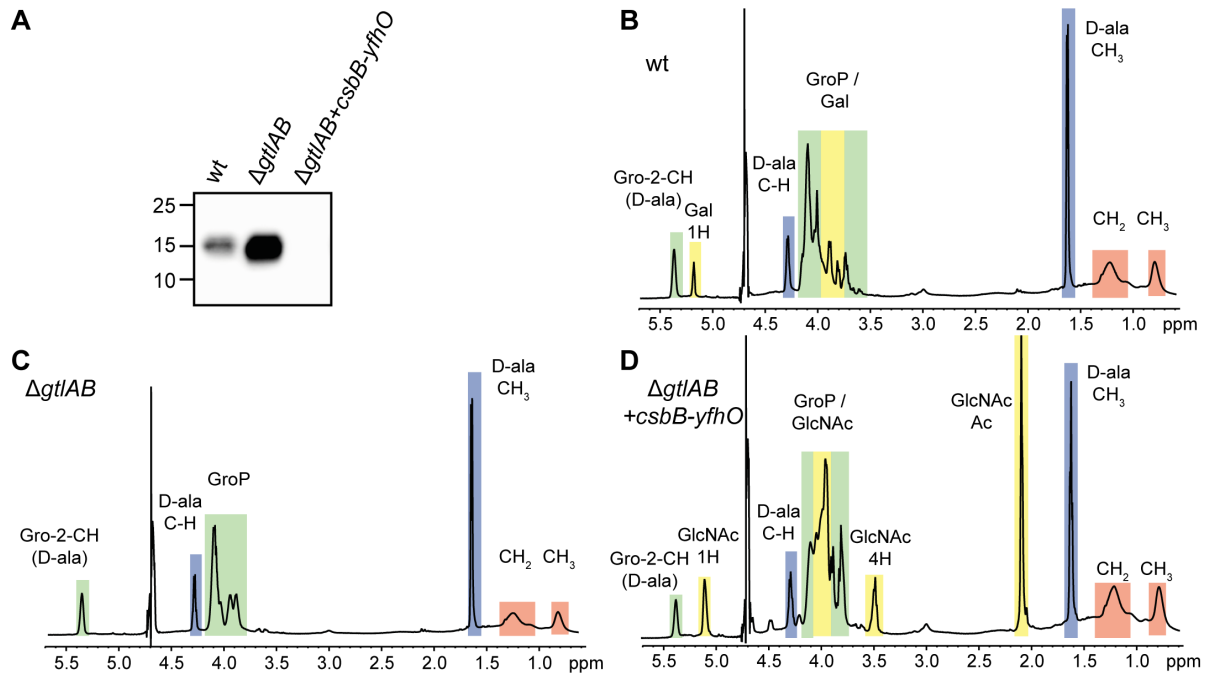 A
wt
ΔgtlAB
ΔgtlAB+csbB-yfhO
25
15
10
B
wt
D-ala
CH₃
GroP /
Gal
D-ala
C-H
Gro-2-CH
(D-ala)
Gal
1H
CH₂
CH₃
5.5 5.0 4.5 4.0 3.5 3.0 2.5 2.0 1.5 1.0 ppm
C
ΔgtlAB
D-ala
CH₃
GroP
D-ala
C-H
Gro-2-CH
(D-ala)
CH₂
CH₃
5.5 5.0 4.5 4.0 3.5 3.0 2.5 2.0 1.5 1.0 ppm
D
ΔgtlAB
+csbB-yfhO
GroP /
GlcNAc
GlcNAc
Ac
D-ala
CH₃
D-ala
C-H
GlcNAc
1H
Gro-2-CH
(D-ala)
GlcNAc
4H
CH₂
CH₃
5.5 5.0 4.5 4.0 3.5 3.0 2.5 2.0 1.5 1.0 ppm